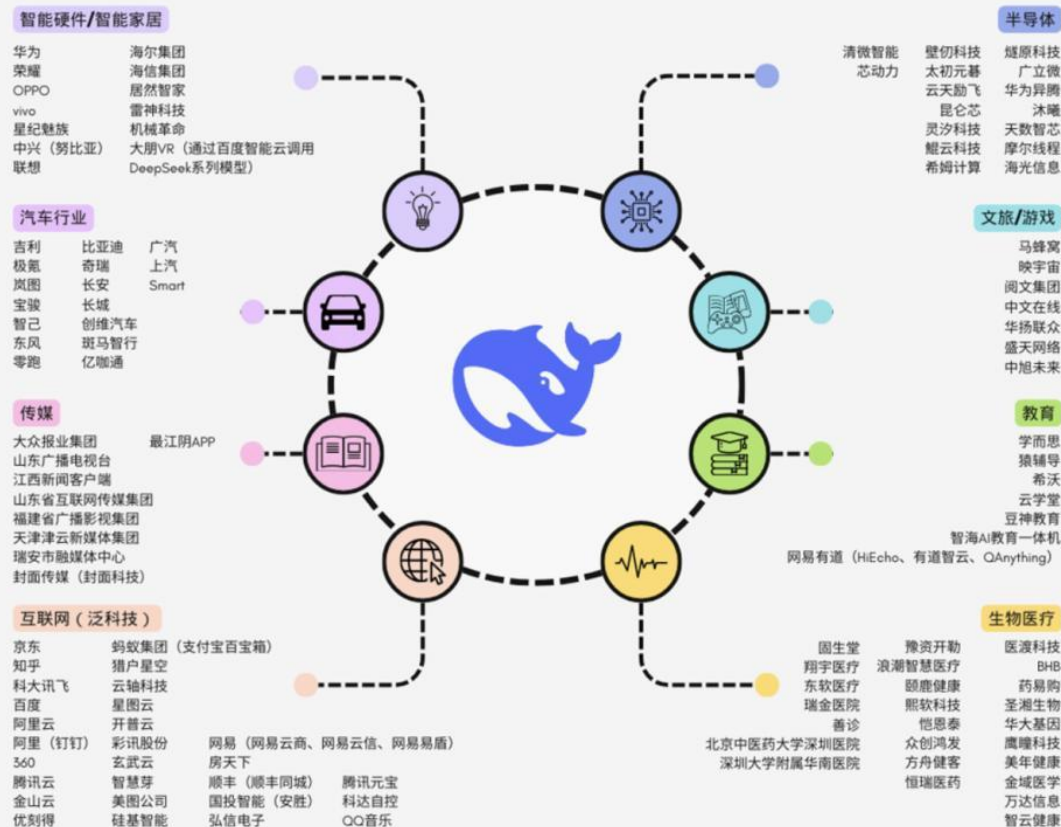 智能硬件/智能家居
华为 海尔集团
荣耀 海信集团
OPPO 居然智家
vivo 雷神科技
星纪魅族 机械革命
中兴（努比亚） 大朋VR（通过百度智能云调用
联想 DeepSeek系列模型）
汽车行业
吉利 比亚迪 广汽
极氪 奇瑞 上汽
岚图 长安 Smart
宝骏 长城
智己 创维汽车
东风 斑马智行
零跑 亿咖通
传媒
大众报业集团 最江阴APP
山东广播电视台
江西新闻客户端
山东省互联网传媒集团
福建省广播影视集团
天津津云新媒体集团
瑞安市融媒体中心
封面传媒（封面科技）
互联网（泛科技）
京东 蚂蚁集团（支付宝百宝箱）
知乎 猎户星空
科大讯飞 云轴科技
百度 星图云
阿里云 开普云
阿里（钉钉） 彩讯股份 网易（网易云商、网易云信、网易易盾）
360 玄武云 房天下
腾讯云 智慧芽 顺丰（顺丰同城） 腾讯元宝
金山云 美图公司 国投智能（安胜） 科达自控
优刻得 硅基智能 弘信电子 QQ音乐
半导体
清微智能 壁仞科技 燧原科技
芯动力 太初元碁 广立微
云天励飞 华为昇腾
昆仑芯 沐曦
灵汐科技 天数智芯
鲲云科技 摩尔线程
希姆计算 海光信息
文旅/游戏
马蜂窝
映宇宙
阅文集团
中文在线
华扬联众
盛天网络
中旭未来
教育
学而思
猿辅导
希沃
云学堂
豆神教育
智海AI教育一体机
网易有道（HiEcho、有道智云、QAnything）
生物医疗
固生堂 豫资开勒 医渡科技
翔宇医疗 浪潮智慧医疗 BHB
东软医疗 颐鹿健康 药易购
瑞金医院 熙软科技 圣湘生物
善诊 恺恩泰 华大基因
北京中医药大学深圳医院 众创鸿发 鹰瞳科技
深圳大学附属华南医院 方舟健客 美年健康
恒瑞医药 金域医学
万达信息
智云健康